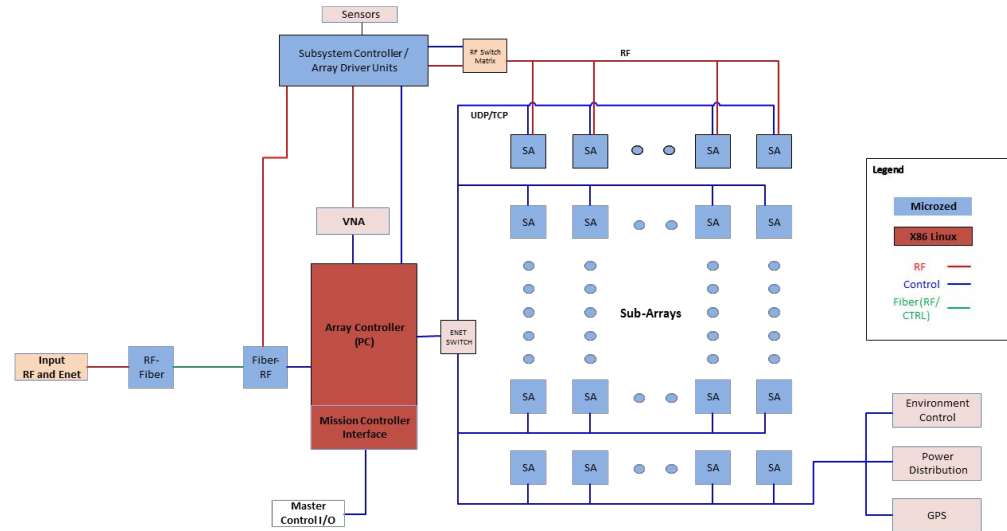 Sensors
Subsystem Controller /
Array Driver Units
RF Switch
Matrix
RF
UDP/TCP
SA SA SA SA
Legend
Microzed
X86 Linux
RF
Control
Fiber(RF/
CTRL)
VNA
SA SA SA SA
Array Controller
(PC)
ENET
SWITCH
Sub-Arrays
Input
RF and Enet
RF-
Fiber
Fiber-
RF
Mission Controller
Interface
SA SA SA SA
Environment
Control
Power
Distribution
GPS
SA SA SA SA
Master
Control I/O